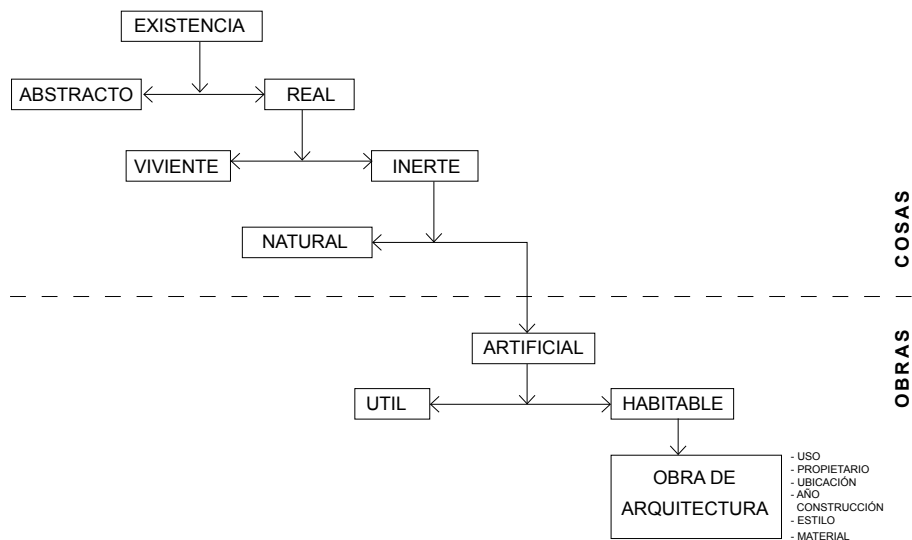 EXISTENCIA
ABSTRACTO
REAL
VIVIENTE
INERTE
NATURAL
COSAS
ARTIFICIAL
OBRAS
UTIL
HABITABLE
OBRA DE
ARQUITECTURA
- USO
- PROPIETARIO
- UBICACIÓN
- AÑO
CONSTRUCCIÓN
- ESTILO
- MATERIAL